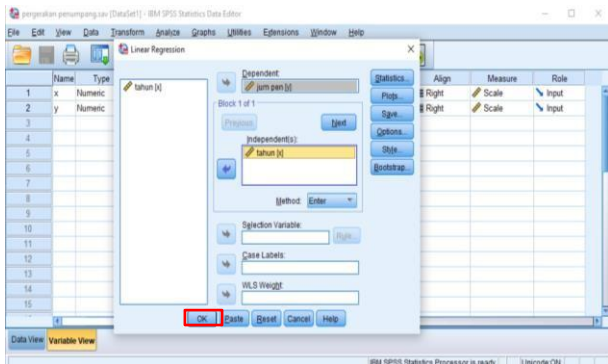 pergerakan penumpang.sav [DataSet1] - IBM SPSS Statistics Data Editor
File Edit View Data Transform Analyze Graphs Utilities Extensions Window Help
Linear Regression
Name Type Align Measure Role
1 x Numeric Right Scale Input
2 y Numeric Right Scale Input
3
4
5
6
7
8
9
10
11
12
13
14
15
tahun [x]
Dependent:
jum pen [y]
Block 1 of 1
Previous Next
Independent(s):
tahun [x]
Method: Enter
Selection Variable:
Rule...
Case Labels:
WLS Weight:
Statistics...
Plots...
Save...
Options...
Style...
Bootstrap...
OK Paste Reset Cancel Help
Data View Variable View
IBM SPSS Statistics Processor is ready Unicode:ON